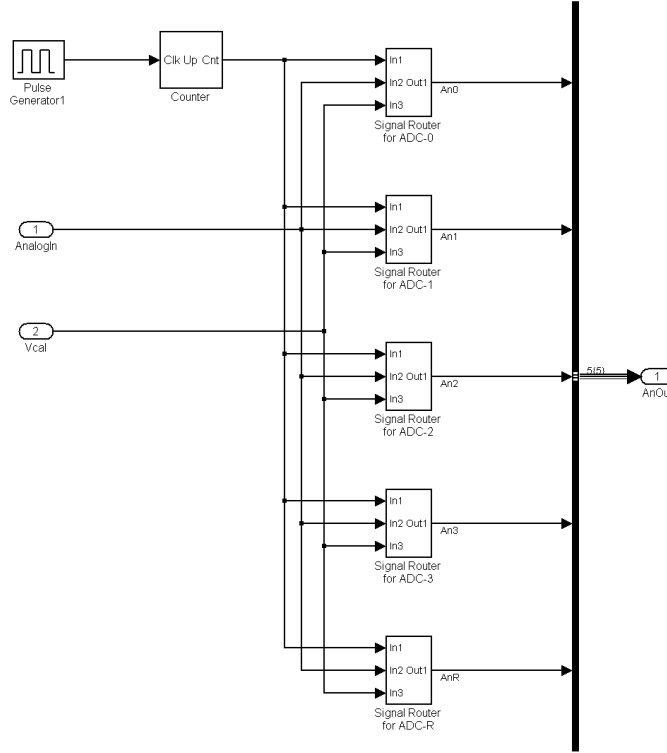 In1
Clk Up Cnt
In2 Out1
An0
Pulse
Generator1
Counter
In3
Signal Router
for ADC-0
In1
1
In2 Out1
An1
AnalogIn
In3
Signal Router
for ADC-1
2
Vcal
In1
5(5)
In2 Out1
An2
1
AnOu
In3
Signal Router
for ADC-2
In1
In2 Out1
An3
In3
Signal Router
for ADC-3
In1
In2 Out1
AnR
In3
Signal Router
for ADC-R